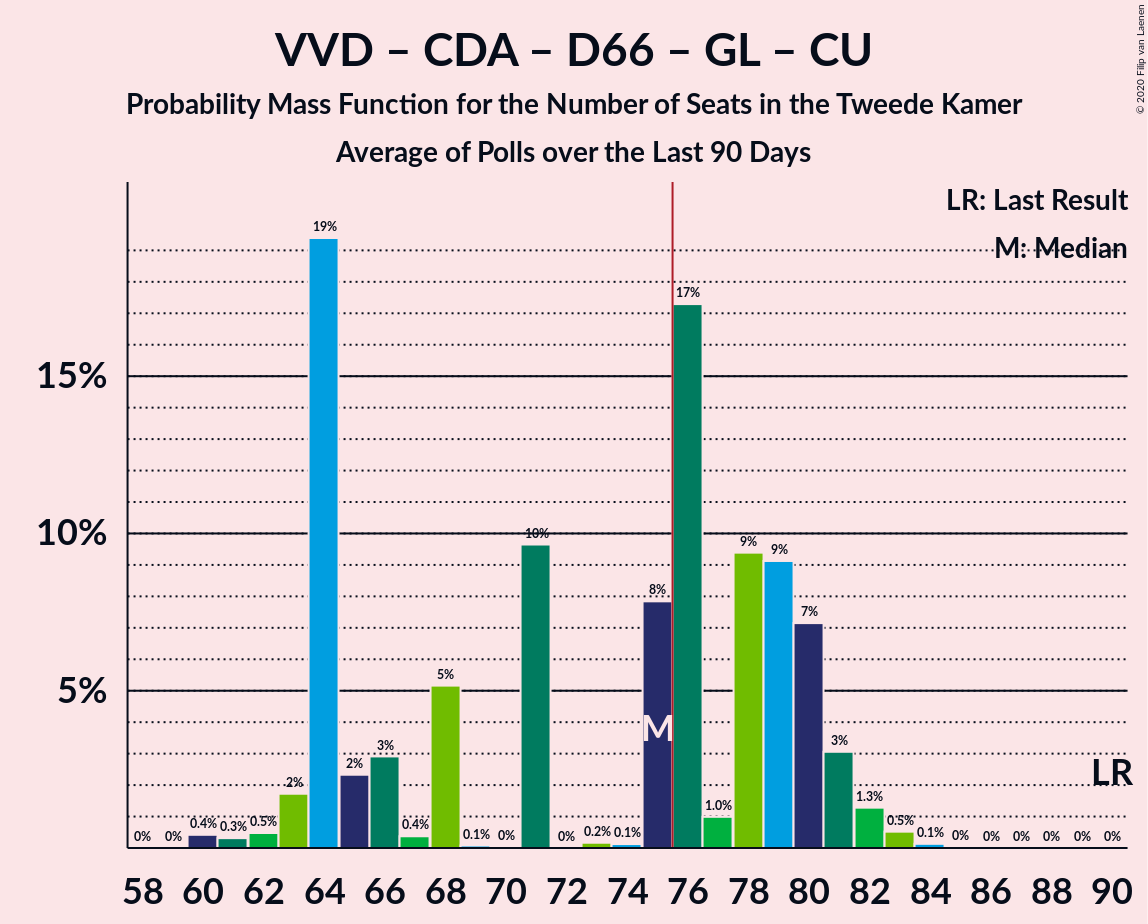 VVD – CDA – D66 – GL – CU
Probability Mass Function for the Number of Seats in the Tweede Kamer
Average of Polls over the Last 90 Days
© 2020 Filip van Laenen
LR: Last Result
M: Median
15%
10%
5%
0% 0% 0.4% 0.3% 0.5% 2% 19% 2% 3% 0.4% 5% 0.1% 0% 10% 0% 0.2% 0.1% 8% 17% 1.0% 9% 9% 7% 3% 1.3% 0.5% 0.1% 0% 0% 0% 0% 0% 0%
M
LR
58 60 62 64 66 68 70 72 74 76 78 80 82 84 86 88 90